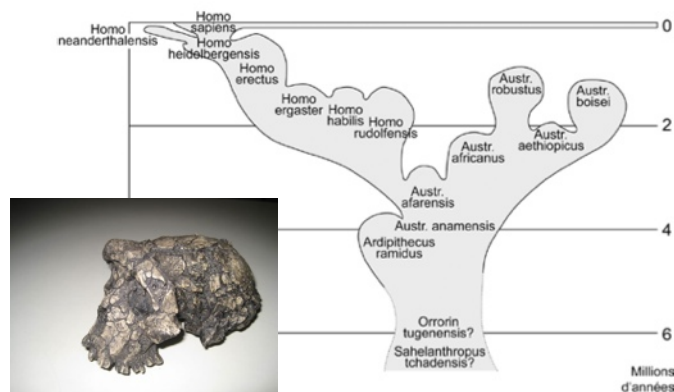 Homo
sapiens
0
Homo
neanderthalensis
Homo
heidelbergensis
Homo
erectus
Homo
ergaster
Homo
habilis
Homo
rudolfensis
Austr.
robustus
Austr.
boisei
2
Austr.
africanus
Austr.
aethiopicus
Austr.
afarensis
Austr. anamensis
4
Ardipithecus
ramidus
Orrorin
tugenensis?
6
Sahelanthropus
tchadensis?
Millions
d'années